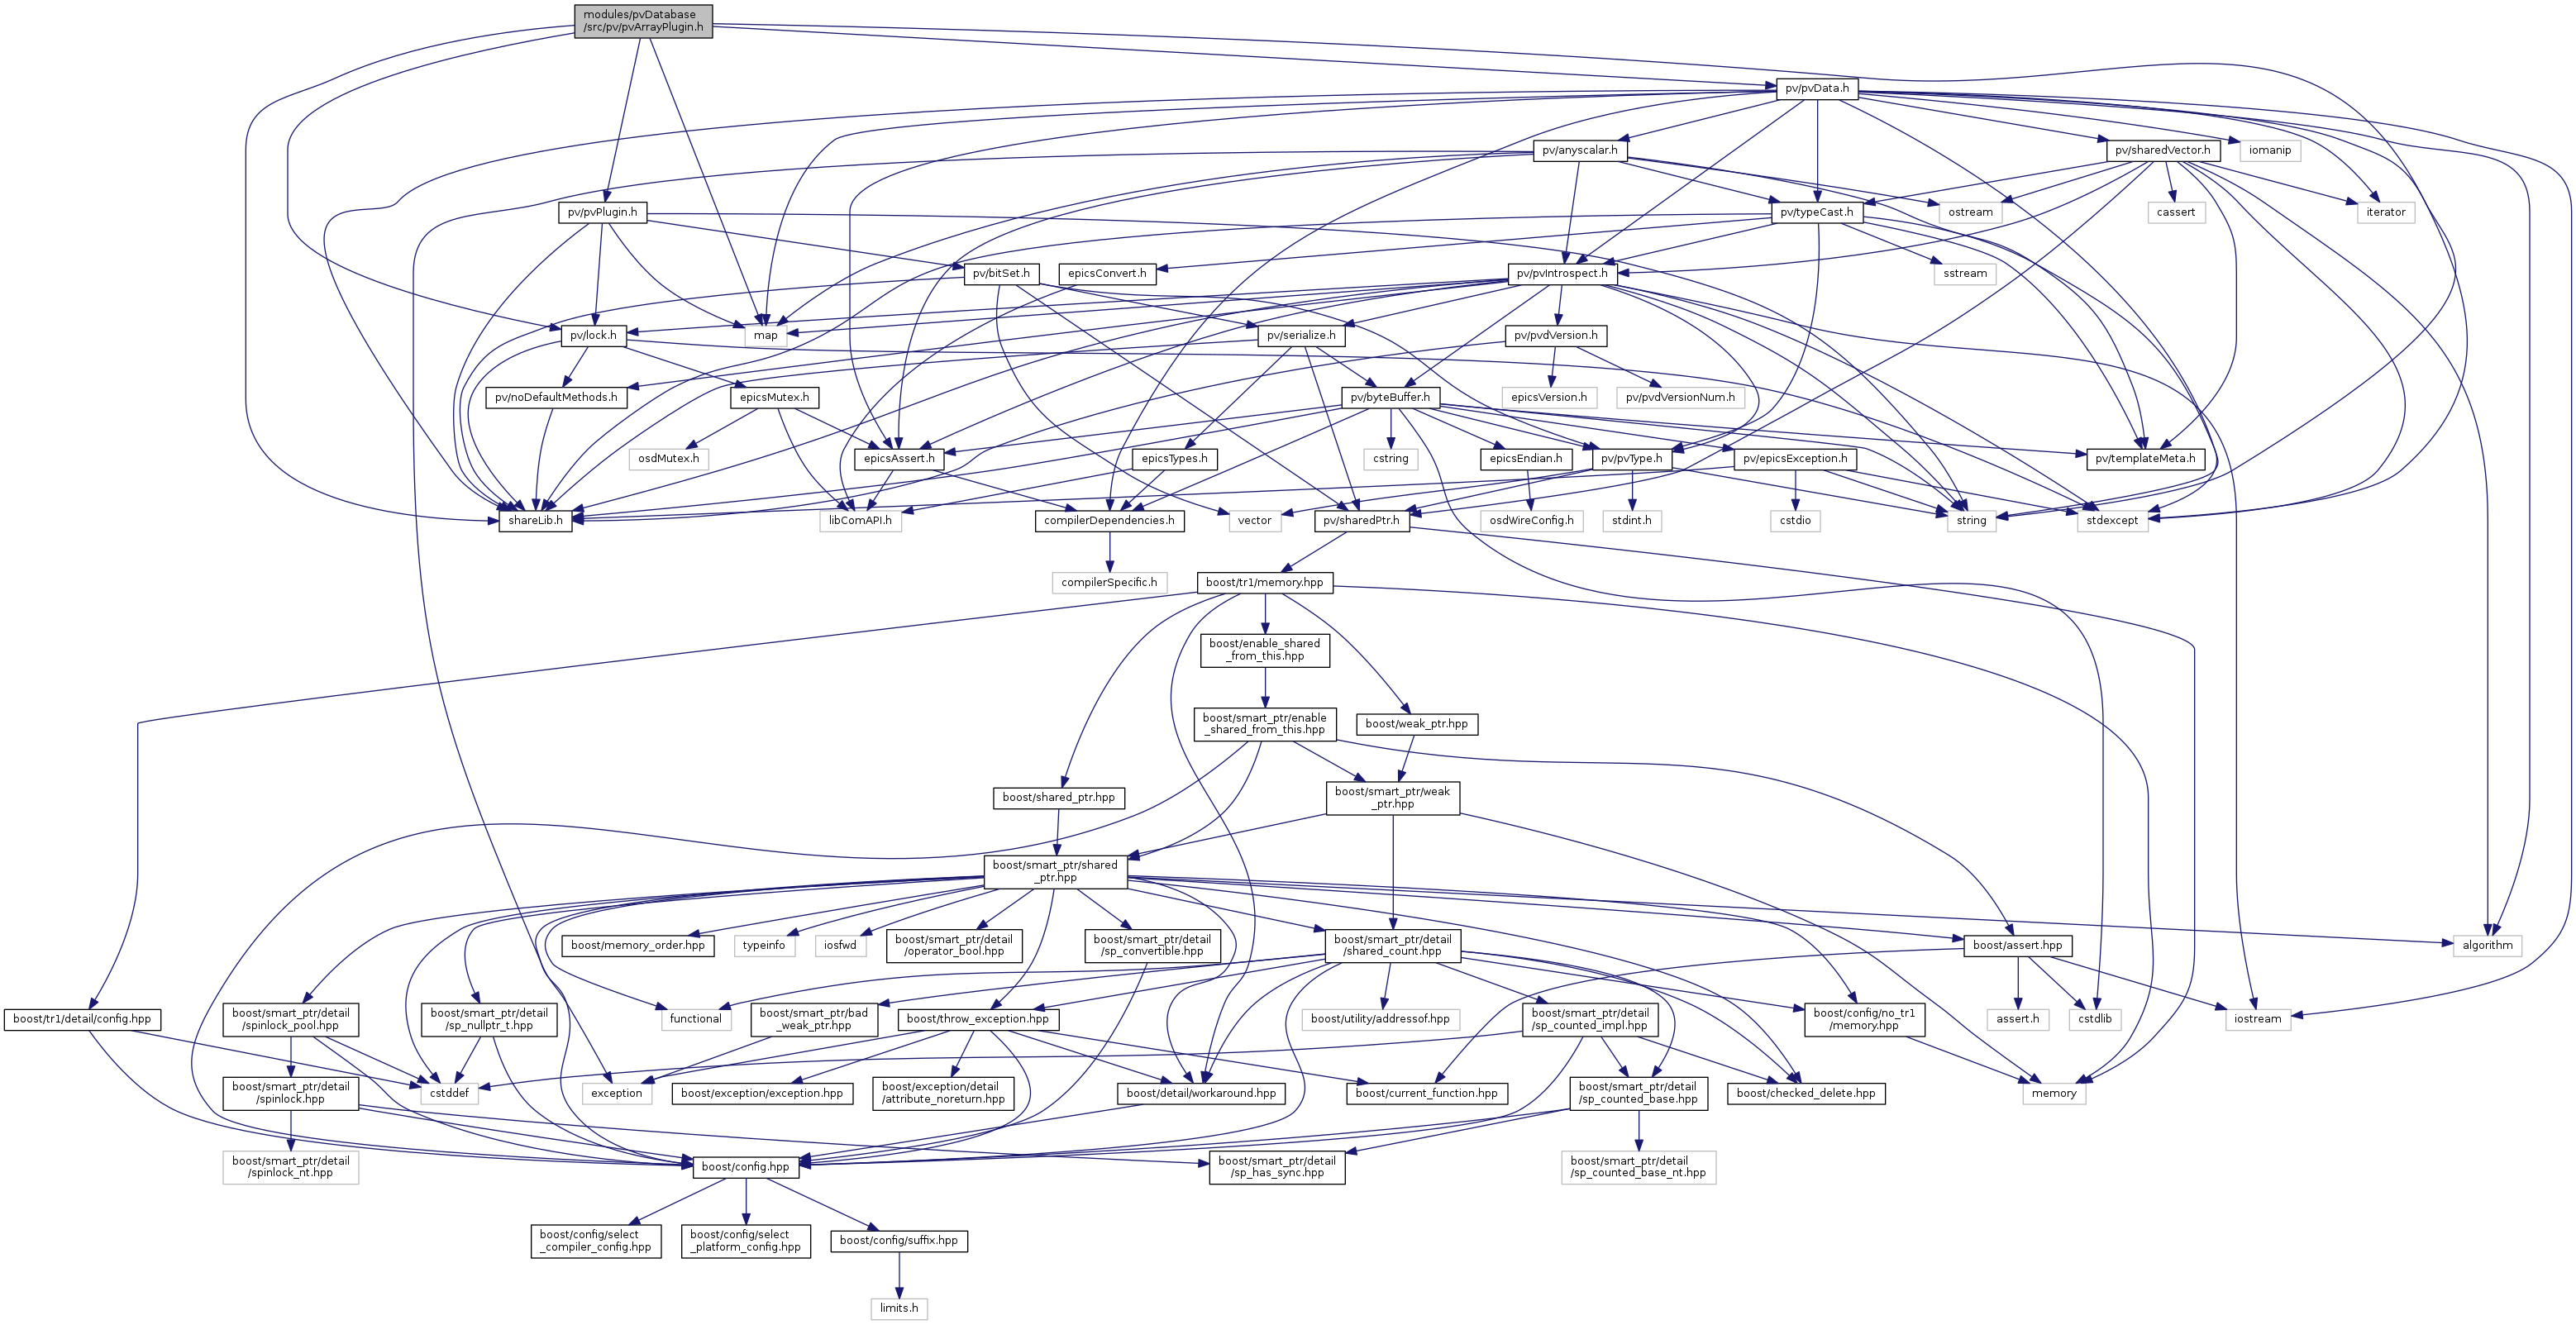 modules/pvDatabase
/src/pv/pvArrayPlugin.h
pv/pvData.h
pv/anyscalar.h
pv/sharedVector.h
iomanip
pv/pvPlugin.h
pv/typeCast.h
ostream
cassert
iterator
pv/bitSet.h
epicsConvert.h
pv/pvIntrospect.h
sstream
pv/lock.h
map
pv/serialize.h
pv/pvdVersion.h
pv/noDefaultMethods.h
epicsMutex.h
pv/byteBuffer.h
epicsVersion.h
pv/pvdVersionNum.h
osdMutex.h
epicsAssert.h
epicsTypes.h
cstring
epicsEndian.h
pv/pvType.h
pv/epicsException.h
pv/templateMeta.h
shareLib.h
libComAPI.h
compilerDependencies.h
vector
pv/sharedPtr.h
osdWireConfig.h
stdint.h
cstdio
string
stdexcept
compilerSpecific.h
boost/tr1/memory.hpp
boost/enable_shared
_from_this.hpp
boost/smart_ptr/enable
_shared_from_this.hpp
boost/weak_ptr.hpp
boost/shared_ptr.hpp
boost/smart_ptr/weak
_ptr.hpp
boost/smart_ptr/shared
_ptr.hpp
boost/memory_order.hpp
typeinfo
iosfwd
boost/smart_ptr/detail
/operator_bool.hpp
boost/smart_ptr/detail
/sp_convertible.hpp
boost/smart_ptr/detail
/shared_count.hpp
boost/assert.hpp
algorithm
boost/tr1/detail/config.hpp
boost/smart_ptr/detail
/spinlock_pool.hpp
boost/smart_ptr/detail
/sp_nullptr_t.hpp
functional
boost/smart_ptr/bad
_weak_ptr.hpp
boost/throw_exception.hpp
boost/utility/addressof.hpp
boost/smart_ptr/detail
/sp_counted_impl.hpp
boost/config/no_tr1
/memory.hpp
assert.h
cstdlib
iostream
boost/smart_ptr/detail
/spinlock.hpp
cstddef
exception
boost/exception/exception.hpp
boost/exception/detail
/attribute_noreturn.hpp
boost/detail/workaround.hpp
boost/current_function.hpp
boost/smart_ptr/detail
/sp_counted_base.hpp
boost/checked_delete.hpp
memory
boost/smart_ptr/detail
/spinlock_nt.hpp
boost/config.hpp
boost/smart_ptr/detail
/sp_has_sync.hpp
boost/smart_ptr/detail
/sp_counted_base_nt.hpp
boost/config/select
_compiler_config.hpp
boost/config/select
_platform_config.hpp
boost/config/suffix.hpp
limits.h